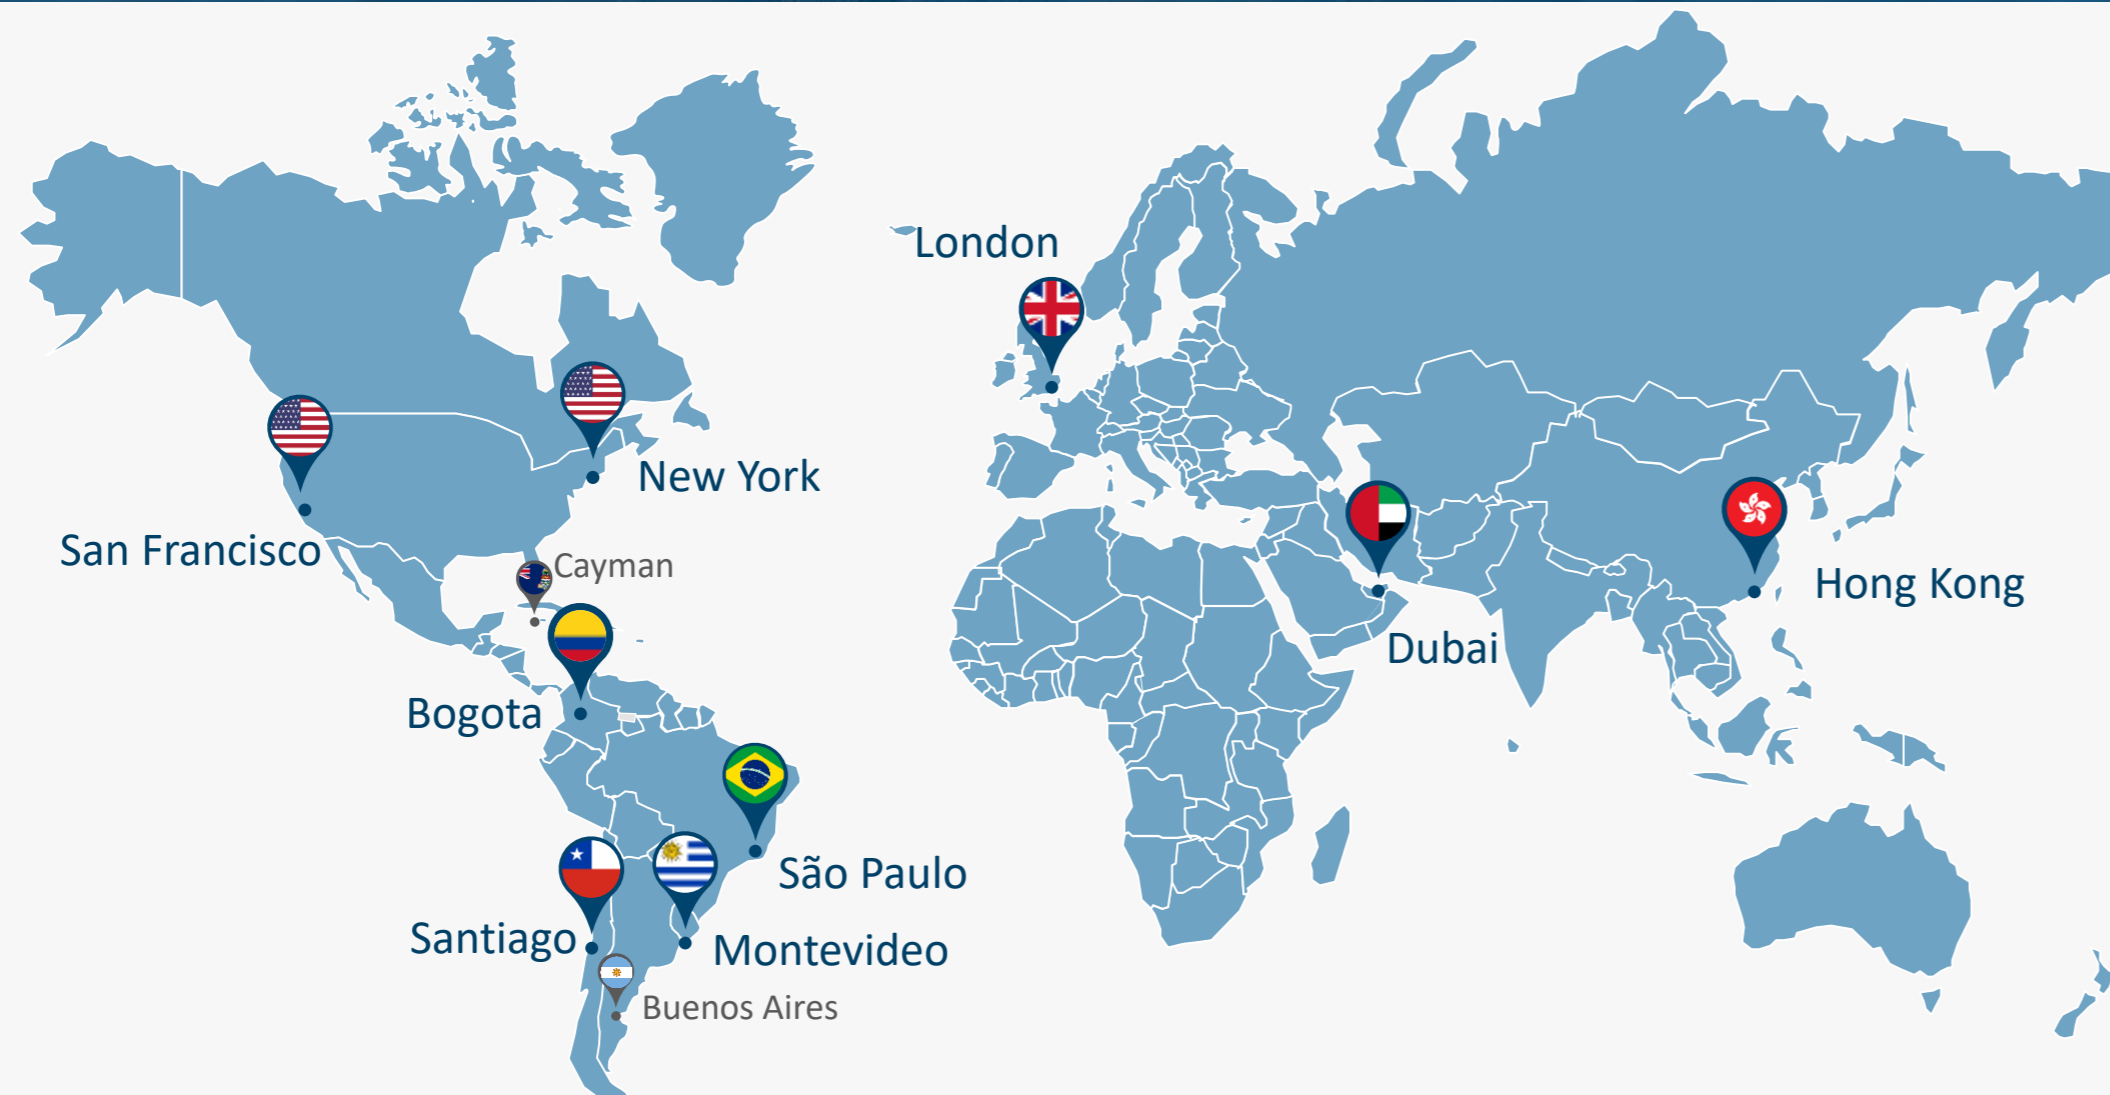 London
New York
San Francisco
Cayman
Hong Kong
Dubai
Bogota
São Paulo
Santiago
Montevideo
Buenos Aires